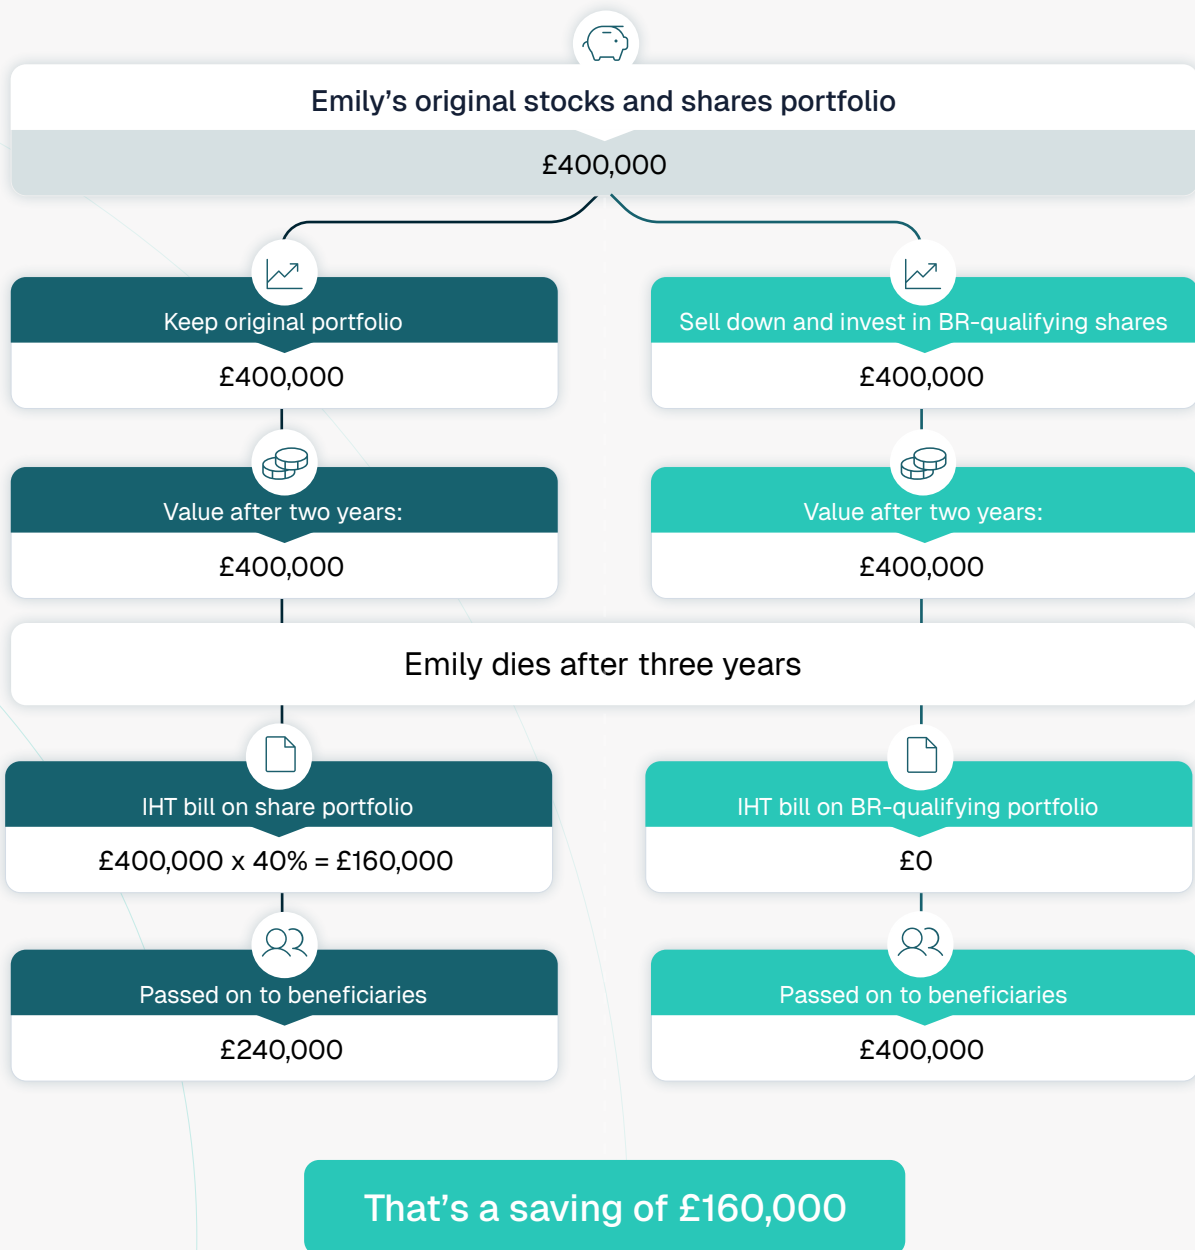 Emily’s original stocks and shares portfolio
£400,000
Keep original portfolio
£400,000
Sell down and invest in BR-qualifying shares
£400,000
Value after two years:
£400,000
Value after two years:
£400,000
Emily dies after three years
IHT bill on share portfolio
£400,000 x 40% = £160,000
IHT bill on BR-qualifying portfolio
£0
Passed on to beneficiaries
£240,000
Passed on to beneficiaries
£400,000
That’s a saving of £160,000